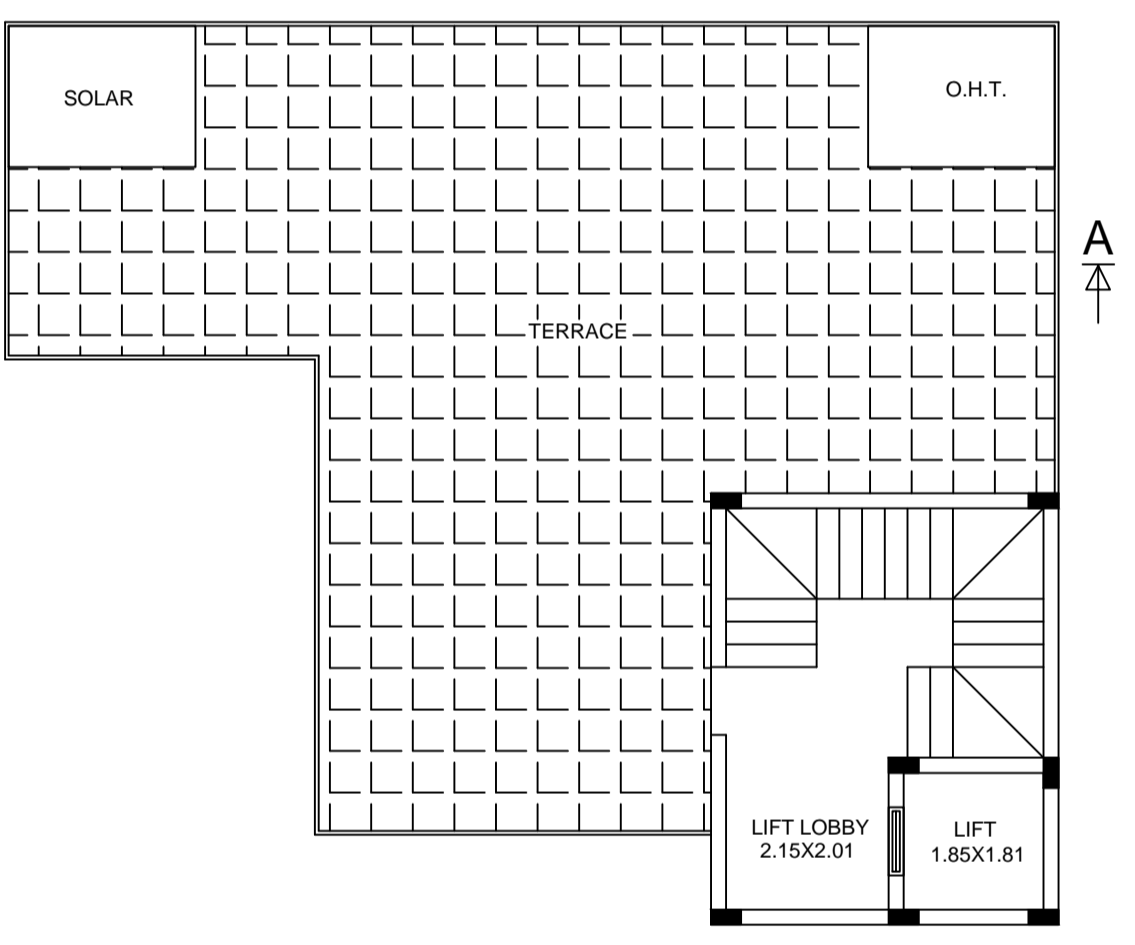 SOLAR
O.H.T.
A
TERRACE
LIFT LOBBY
2.15X2.01
LIFT
1.85X1.81